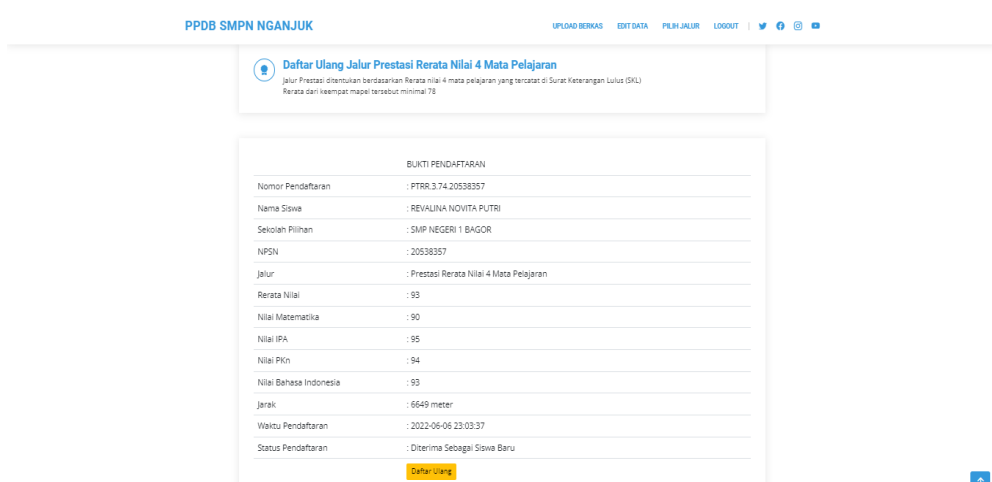 PPDB SMPN NGANJUK
UPLOAD BERKAS EDIT DATA PILIH JALUR LOGOUT
Daftar Ulang Jalur Prestasi Rerata Nilai 4 Mata Pelajaran
Jalur Prestasi ditentukan berdasarkan Rerata nilai 4 mata pelajaran yang tercatat di Surat Keterangan Lulus (SKL)
Rerata dari keempat mapel tersebut minimal 78
BUKTI PENDAFTARAN
Nomor Pendaftaran : PTRR.3.74.20538357
Nama Siswa : REVALINA NOVITA PUTRI
Sekolah Pilihan : SMP NEGERI 1 BAGOR
NPSN : 20538357
Jalur : Prestasi Rerata Nilai 4 Mata Pelajaran
Rerata Nilai : 93
Nilai Matematika : 90
Nilai IPA : 95
Nilai PKn : 94
Nilai Bahasa Indonesia : 93
Jarak : 6649 meter
Waktu Pendaftaran : 2022-06-06 23:03:37
Status Pendaftaran : Diterima Sebagai Siswa Baru
Daftar Ulang